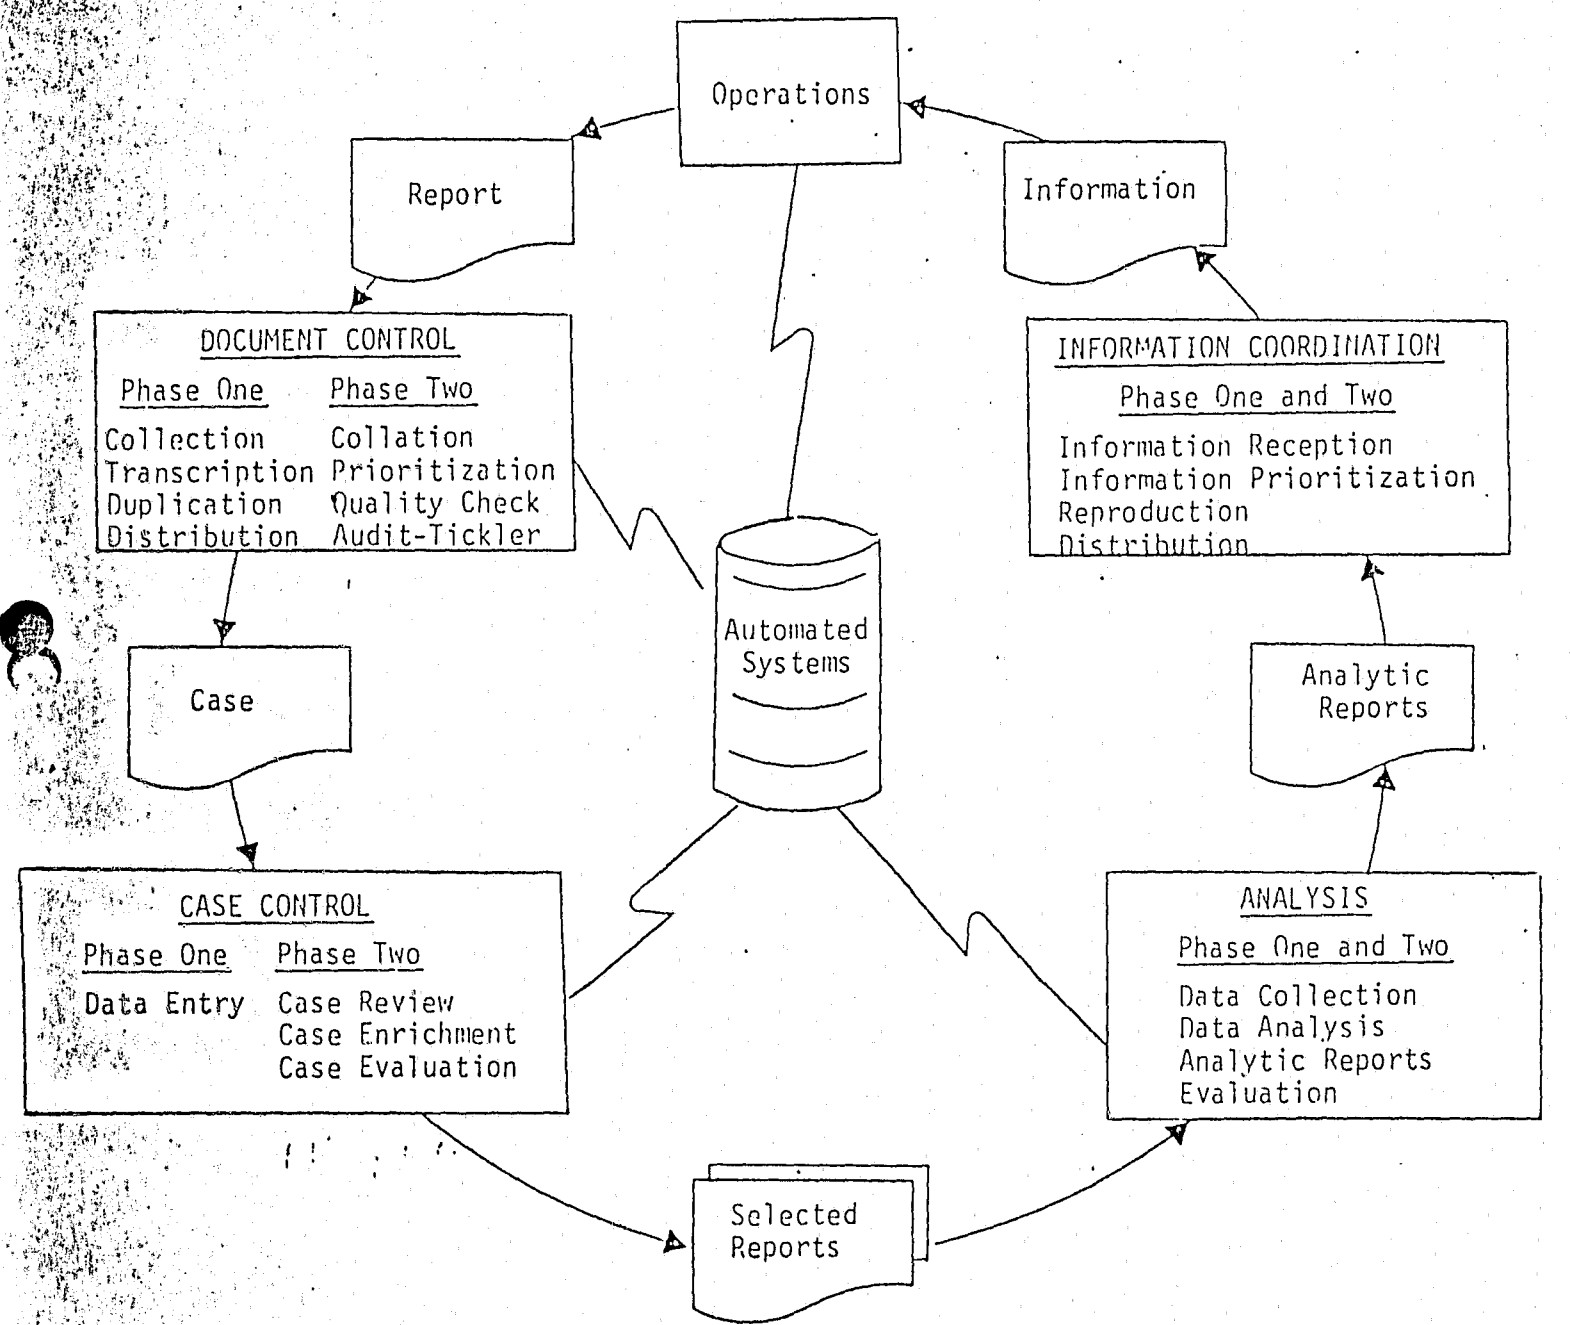 Operations
Report
Information
DOCUMENT CONTROL
Phase One Phase Two
Collection Collation
Transcription Prioritization
Duplication Quality Check
Distribution Audit-Tickler
INFORMATION COORDINATION
Phase One and Two
Information Reception
Information Prioritization
Reproduction
Distribution
Automated
Systems
Case
Analytic
Reports
CASE CONTROL
Phase One Phase Two
Data Entry Case Review
Case Enrichment
Case Evaluation
ANALYSIS
Phase One and Two
Data Collection
Data Analysis
Analytic Reports
Evaluation
Selected
Reports